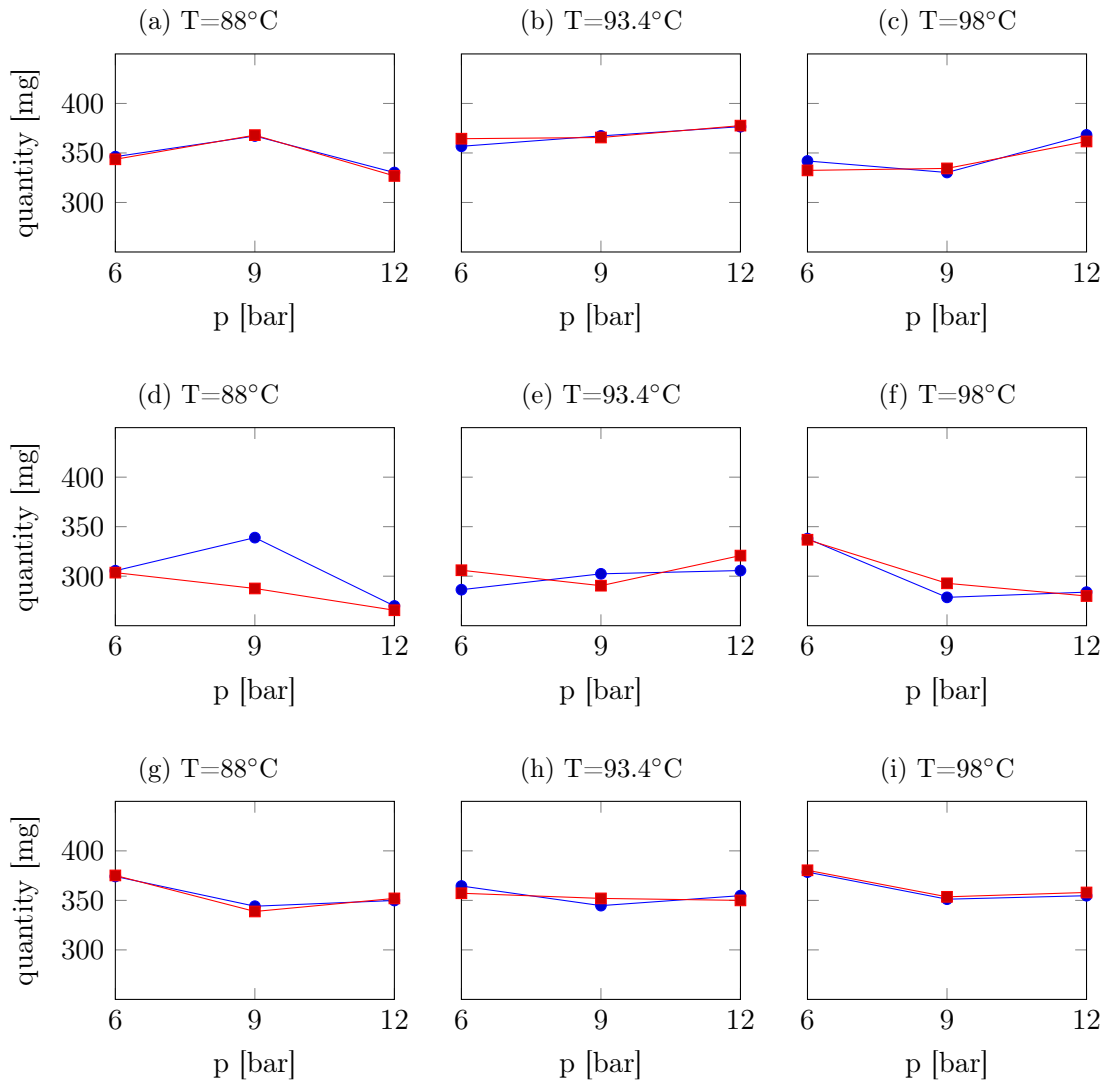 (a) T=88°C (b) T=93.4°C (c) T=98°C
quantity [mg]
400
350
300
6 9 12 6 9 12 6 9 12
p [bar] p [bar] p [bar]
(d) T=88°C (e) T=93.4°C (f) T=98°C
quantity [mg]
400
350
300
6 9 12 6 9 12 6 9 12
p [bar] p [bar] p [bar]
(g) T=88°C (h) T=93.4°C (i) T=98°C
quantity [mg]
400
350
300
6 9 12 6 9 12 6 9 12
p [bar] p [bar] p [bar]